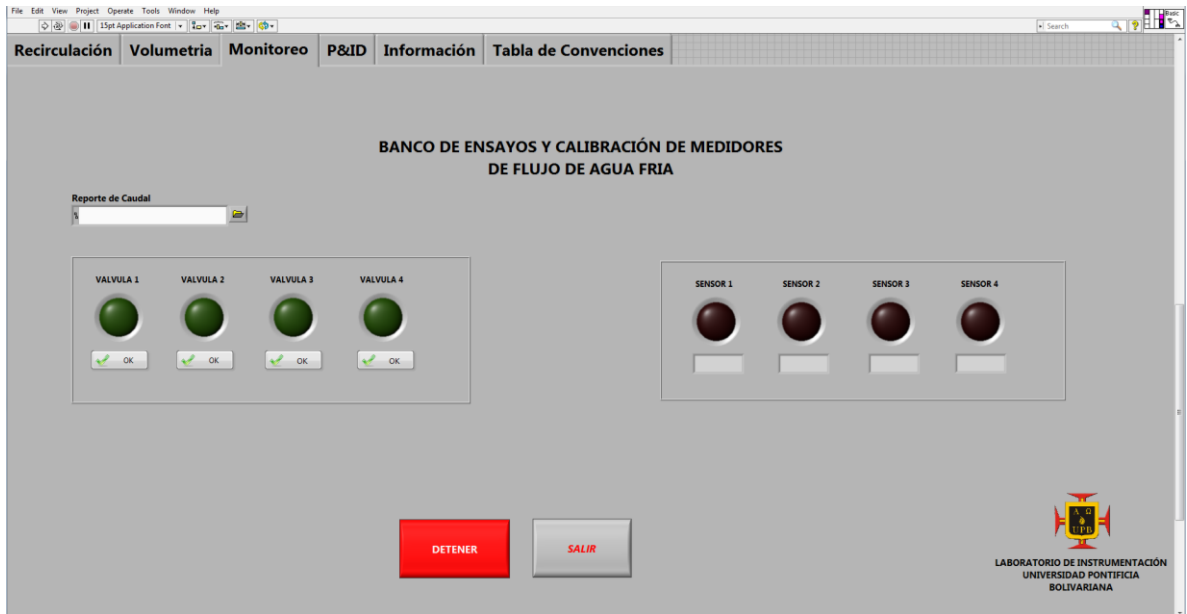 File Edit View Project Operate Tools Window Help
15pt Application Font
Search
Basic
Recirculación Volumetria Monitoreo P&ID Información Tabla de Convenciones
BANCO DE ENSAYOS Y CALIBRACIÓN DE MEDIDORES
DE FLUJO DE AGUA FRIA
Reporte de Caudal
VALVULA 1 VALVULA 2 VALVULA 3 VALVULA 4
OK OK OK OK
SENSOR 1 SENSOR 2 SENSOR 3 SENSOR 4
DETENER SALIR
Α Ω
UPB
LABORATORIO DE INSTRUMENTACIÓN
UNIVERSIDAD PONTIFICIA
BOLIVARIANA